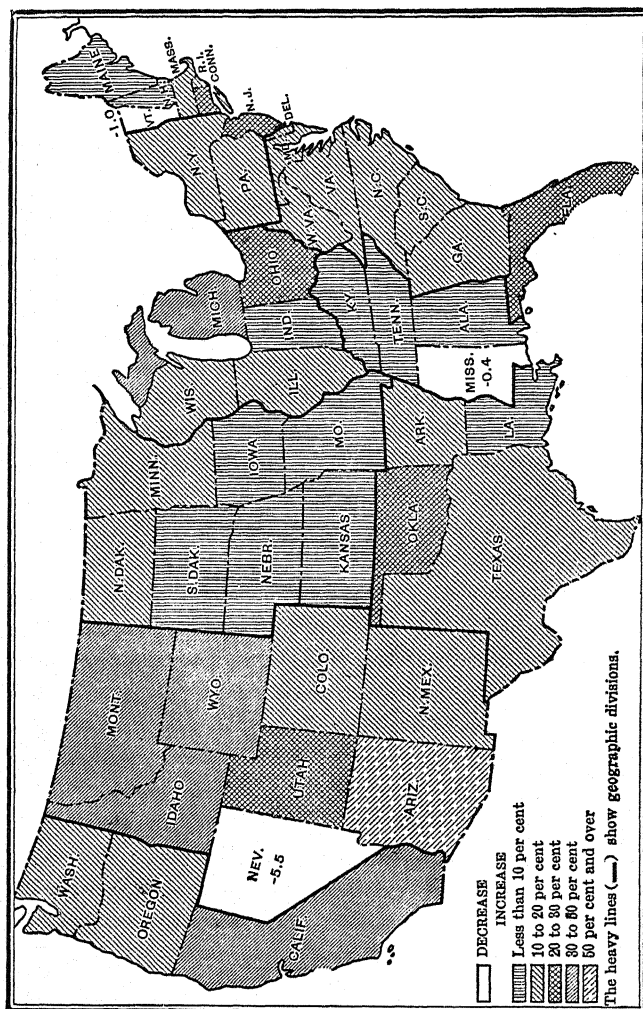 WASH.
OREGON
CALIF.
NEV.
-5.5
IDAHO
MONT.
WYO.
UTAH
ARIZ.
COLO.
N. MEX.
N. DAK.
S. DAK.
NEBR.
KANSAS
OKLA.
TEXAS
MINN.
IOWA
MO.
ARK.
LA.
WIS.
ILL.
MICH.
IND.
OHIO
KY.
TENN.
MISS.
-0.4
ALA.
GA.
FLA.
S.C.
N.C.
VA.
W.VA.
MD.
DEL.
PA.
N.J.
N.Y.
CONN.
R.I.
MASS.
VT.
-1.0
N.H.
MAINE
DECREASE
INCREASE
Less than 10 per cent
10 to 20 per cent
20 to 30 per cent
30 to 50 per cent
50 per cent and over
The heavy lines (—) show geographic divisions.